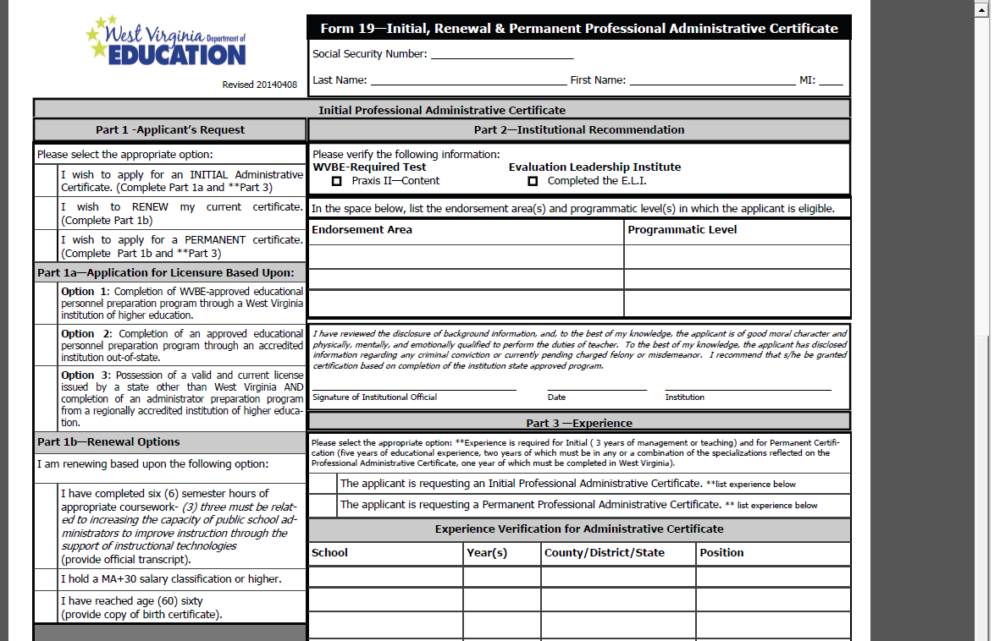 West Virginia Department of
EDUCATION
Revised 20140408
Form 19—Initial, Renewal & Permanent Professional Administrative Certificate
Social Security Number: ___________________________
Last Name: _____________________________________ First Name: _______________________________ MI: ____
Initial Professional Administrative Certificate
Part 1 -Applicant's Request
Please select the appropriate option:
I wish to apply for an INITIAL Administrative
Certificate. (Complete Part 1a and **Part 3)
I wish to RENEW my current certificate.
(Complete Part 1b)
I wish to apply for a PERMANENT certificate.
(Complete Part 1b and **Part 3)
Part 1a—Application for Licensure Based Upon:
Option 1: Completion of WVBE-approved educational
personnel preparation program through a West Virginia
institution of higher education.
Option 2: Completion of an approved educational
personnel preparation program through an accredited
institution out-of-state.
Option 3: Possession of a valid and current license
issued by a state other than West Virginia AND
completion of an administrator preparation program
from a regionally accredited institution of higher educa-
tion.
Part 1b—Renewal Options
I am renewing based upon the following option:
I have completed six (6) semester hours of
appropriate coursework- (3) three must be relat-
ed to increasing the capacity of public school ad-
ministrators to improve instruction through the
support of instructional technologies
(provide official transcript).
I hold a MA+30 salary classification or higher.
I have reached age (60) sixty
(provide copy of birth certificate).
Part 2—Institutional Recommendation
Please verify the following information:
WVBE-Required Test Evaluation Leadership Institute
Praxis II—Content Completed the E.L.I.
In the space below, list the endorsement area(s) and programmatic level(s) in which the applicant is eligible.
Endorsement Area Programmatic Level
I have reviewed the disclosure of background information, and, to the best of my knowledge, the applicant is of good moral character and
physically, mentally, and emotionally qualified to perform the duties of teacher. To the best of my knowledge, the applicant has disclosed
information regarding any criminal conviction or currently pending charged felony or misdemeanor. I recommend that s/he be granted
certification based on completion of the institution state approved program.
Signature of Institutional Official Date Institution
Part 3 —Experience
Please select the appropriate option: **Experience is required for Initial ( 3 years of management or teaching) and for Permanent Certifi-
cation (five years of educational experience, two years of which must be in any or a combination of the specializations reflected on the
Professional Administrative Certificate, one year of which must be completed in West Virginia).
The applicant is requesting an Initial Professional Administrative Certificate. **list experience below
The applicant is requesting a Permanent Professional Administrative Certificate. ** list experience below
Experience Verification for Administrative Certificate
School Year(s) County/District/State Position